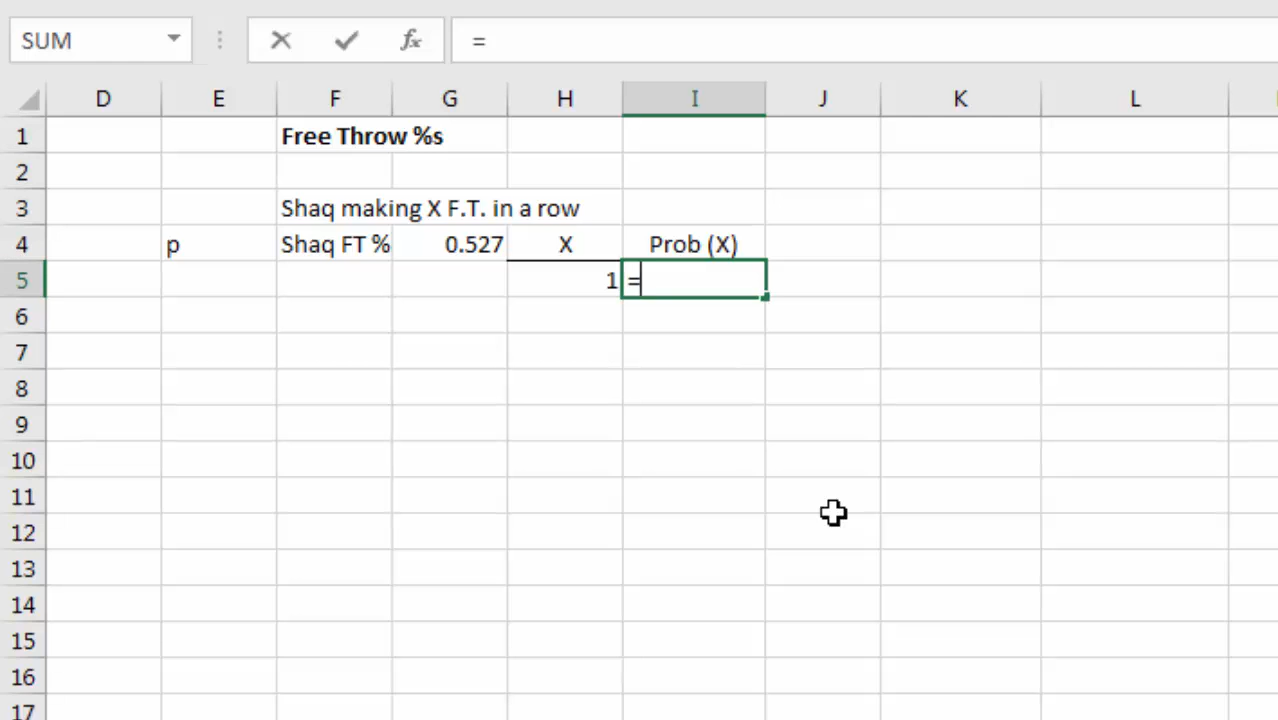 SUM fx =
D E F G H I J K L
1 Free Throw %s
2
3 Shaq making X F.T. in a row
4 p Shaq FT % 0.527 X Prob (X)
5 1 =
6
7
8
9
10
11
12
13
14
15
16
17